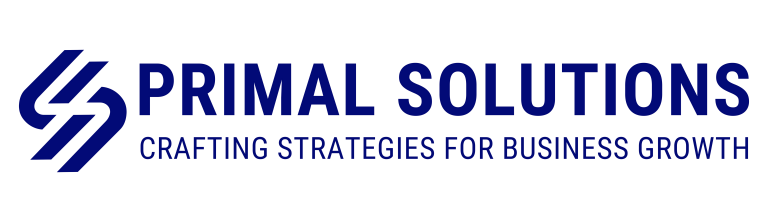 PRIMAL SOLUTIONS
CRAFTING STRATEGIES FOR BUSINESS GROWTH